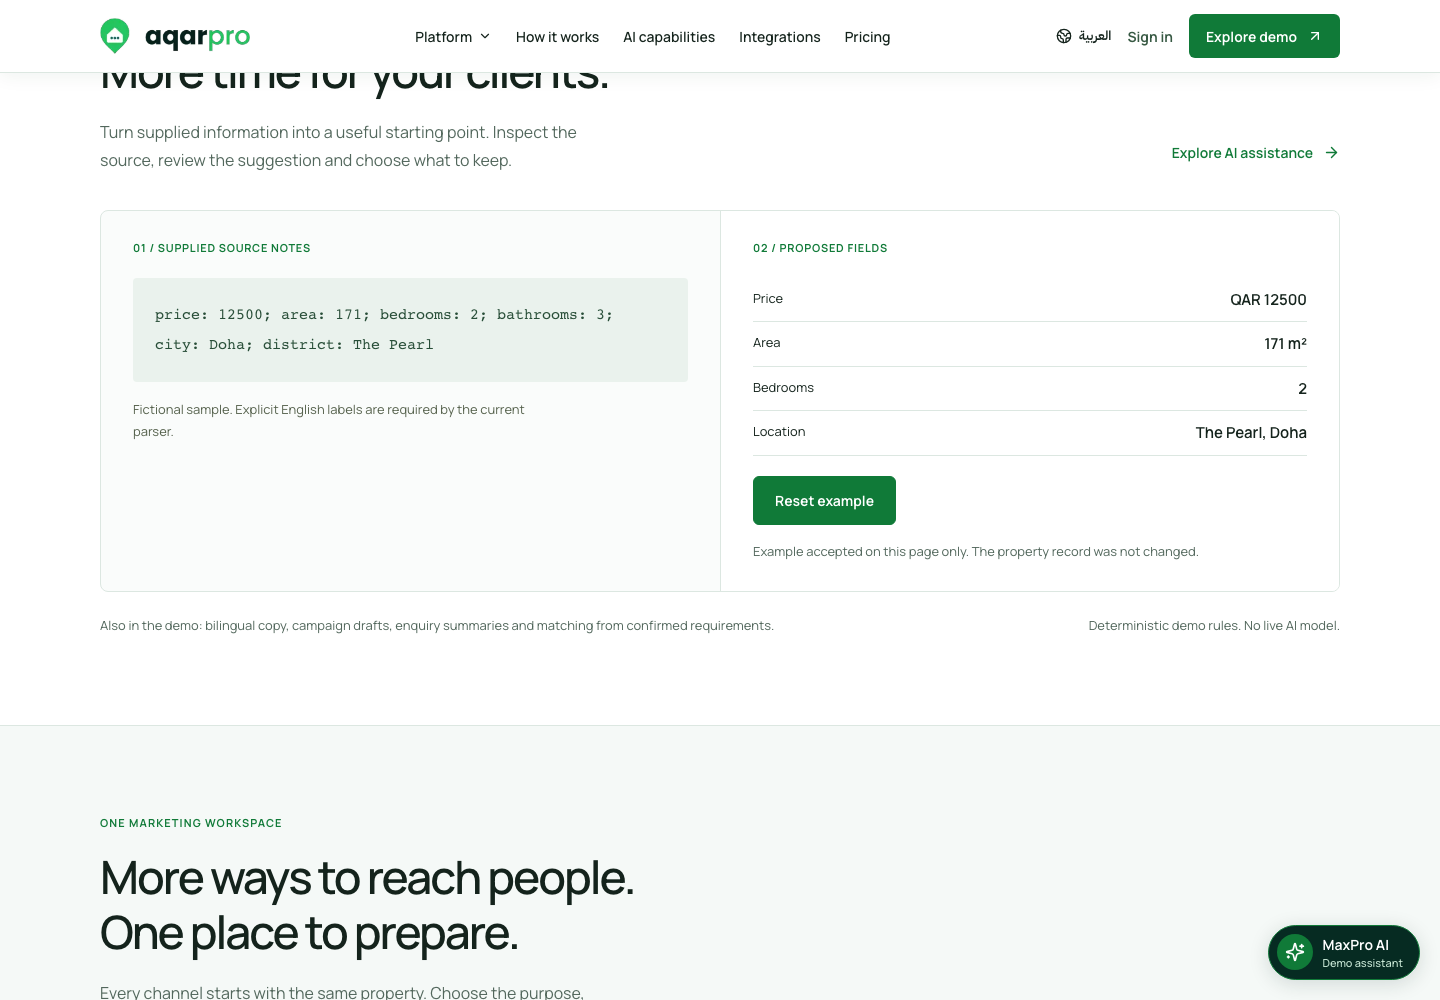 aqarpro
Platform
How it works
AI capabilities
Integrations
Pricing
العربية
Sign in
Explore demo
More time for your clients.
Turn supplied information into a useful starting point. Inspect the
source, review the suggestion and choose what to keep.
Explore AI assistance
01 / SUPPLIED SOURCE NOTES
price: 12500; area: 171; bedrooms: 2; bathrooms: 3;
city: Doha; district: The Pearl
Fictional sample. Explicit English labels are required by the current
parser.
02 / PROPOSED FIELDS
Price QAR 12500
Area 171 m²
Bedrooms 2
Location The Pearl, Doha
Reset example
Example accepted on this page only. The property record was not changed.
Also in the demo: bilingual copy, campaign drafts, enquiry summaries and matching from confirmed requirements.
Deterministic demo rules. No live AI model.
ONE MARKETING WORKSPACE
More ways to reach people.
One place to prepare.
Every channel starts with the same property. Choose the purpose,
MaxPro AI
Demo assistant